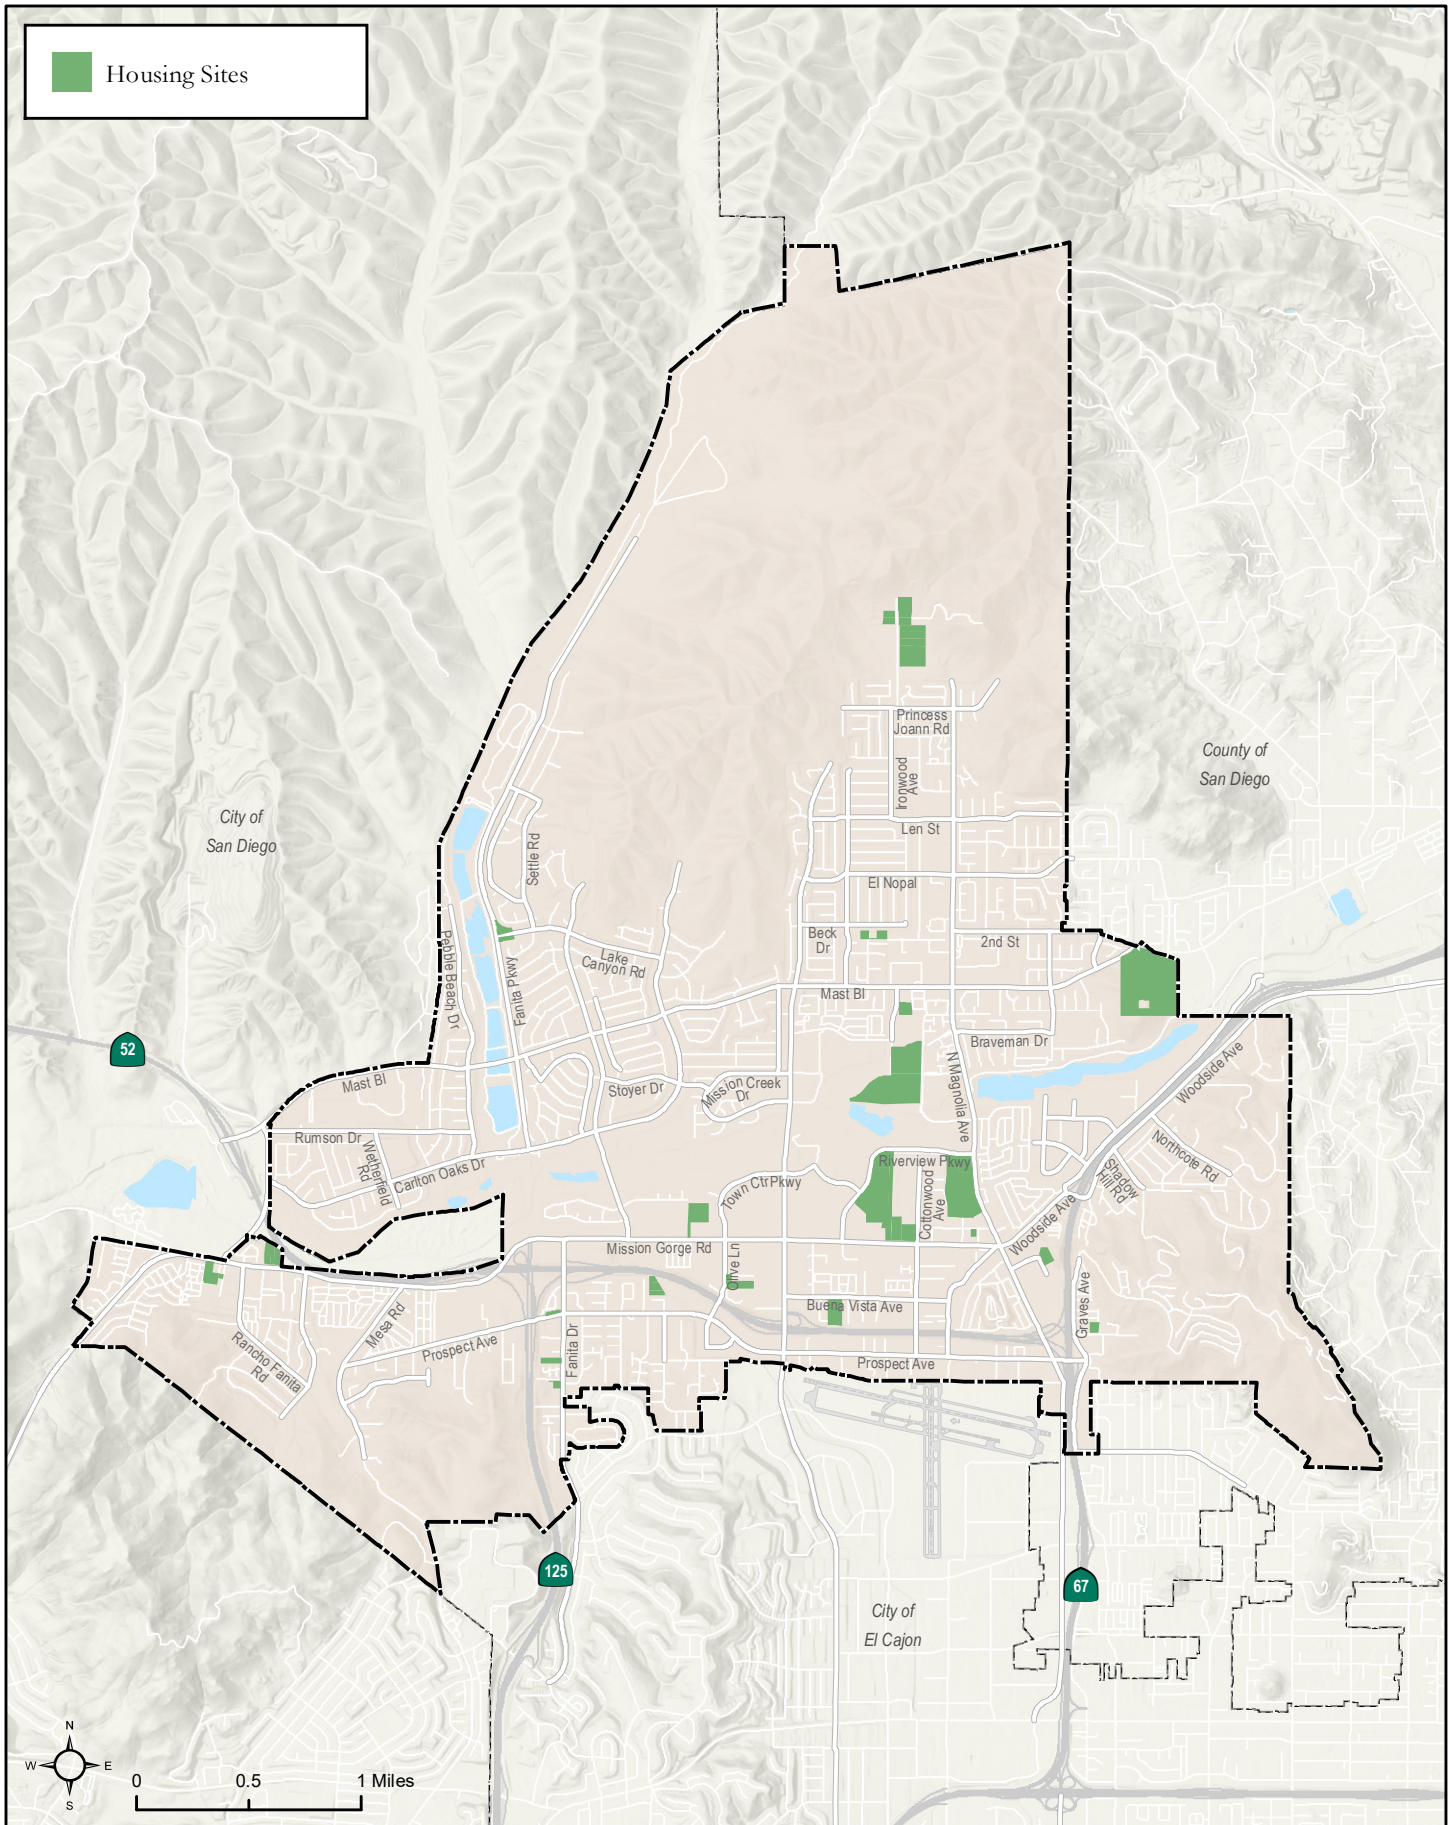 Housing Sites
Princess
Joann Rd
Ironwood
Ave
County of
San Diego
City of
San Diego
Len St
Settle Rd
El Nopal
Beck
Dr
2nd St
Pebble Beach Dr
Fanita Pkwy
Lake
Canyon Rd
Mast Bl
52
Braveman Dr
Mast Bl
Stoyer Dr
Mission Creek
Dr
N Magnolia Ave
Woodside Ave
Rumson Dr
Wetherfield
Rd
Carlton Oaks Dr
Riverview Pkwy
Northcote Rd
Shadow
Hill Rd
Town Ctr Pkwy
Cottonwood
Ave
Woodside Ave
Mission Gorge Rd
Olive Ln
Buena Vista Ave
Graves Ave
Mesa Rd
Rancho Fanita
Rd
Prospect Ave
Fanita Dr
Prospect Ave
125
67
City of
El Cajon
N
W
E
S
0
0.5
1 Miles